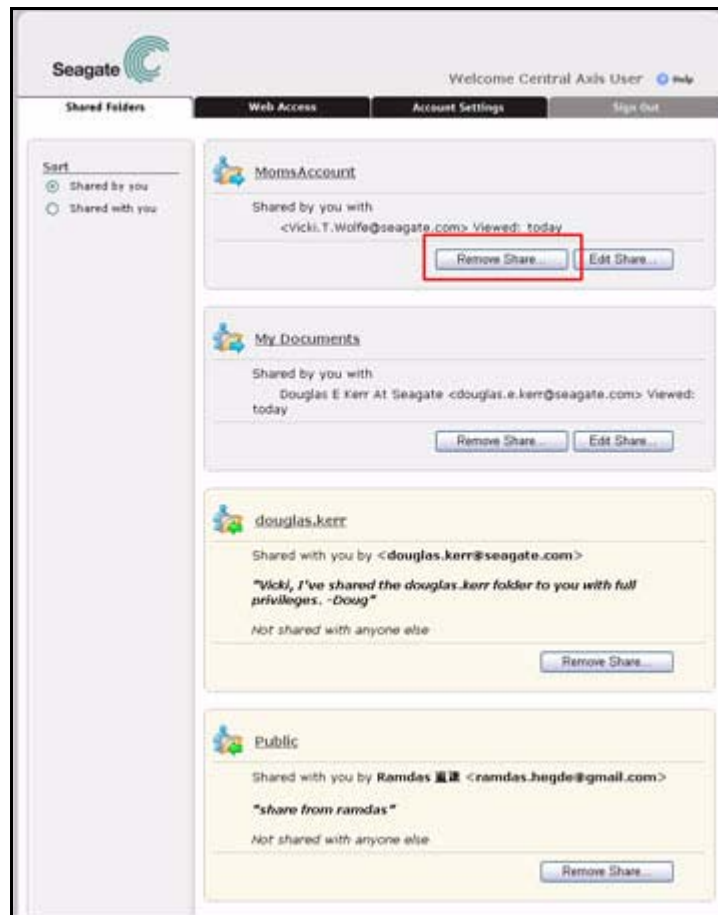 Seagate
Welcome Central Axis User
Help
Shared Folders
Web Access
Account Settings
Sign Out
Sort
Shared by you
Shared with you
MomsAccount
Shared by you with
<Vicki.T.Wolfe@seagate.com> Viewed: today
Remove Share...
Edit Share...
My Documents
Shared by you with
Douglas E Kerr At Seagate <douglas.e.kerr@seagate.com> Viewed:
today
Remove Share...
Edit Share...
douglas.kerr
Shared with you by <douglas.kerr@seagate.com>
"Vicki, I've shared the douglas.kerr folder to you with full
privileges. -Doug"
Not shared with anyone else
Remove Share...
Public
Shared with you by Ramdas <ramdas.hegde@gmail.com>
"share from ramdas"
Not shared with anyone else
Remove Share...